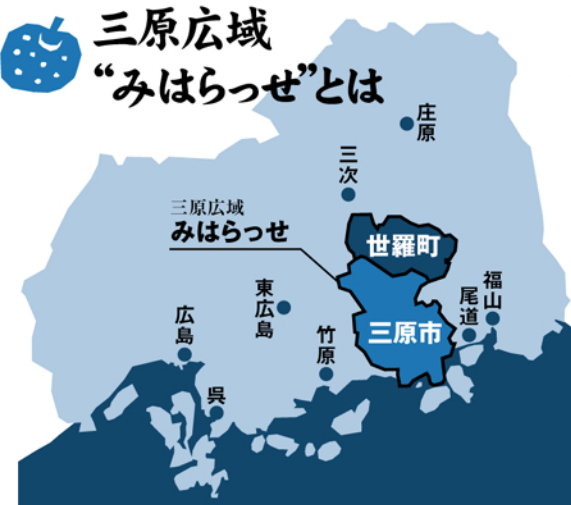 三原広域
“みはらっせ”とは
庄原
三次
三原広域
みはらっせ
世羅町
福山
尾道
東広島
広島
竹原
三原市
呉